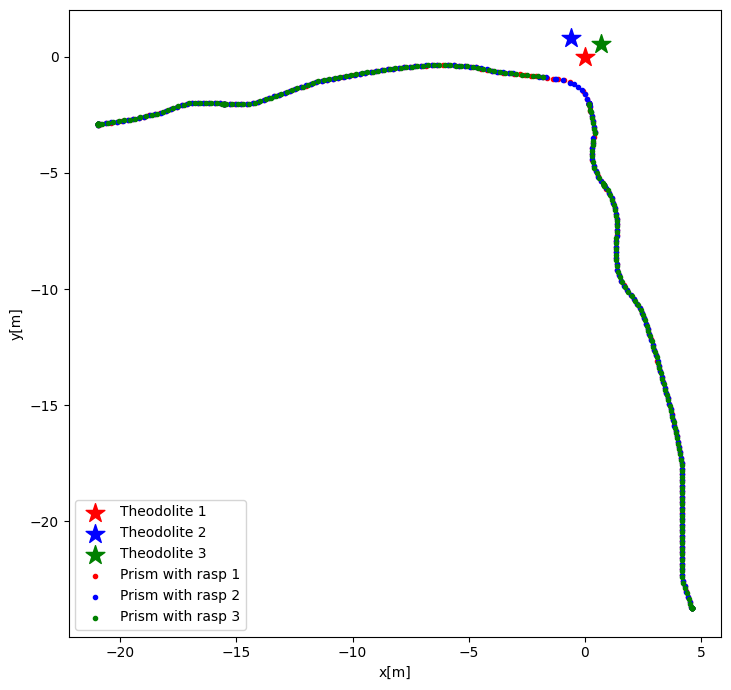 0
−5
−10
−15
−20
y[m]
Theodolite 1
Theodolite 2
Theodolite 3
Prism with rasp 1
Prism with rasp 2
Prism with rasp 3
−20 −15 −10 −5 0 5
x[m]